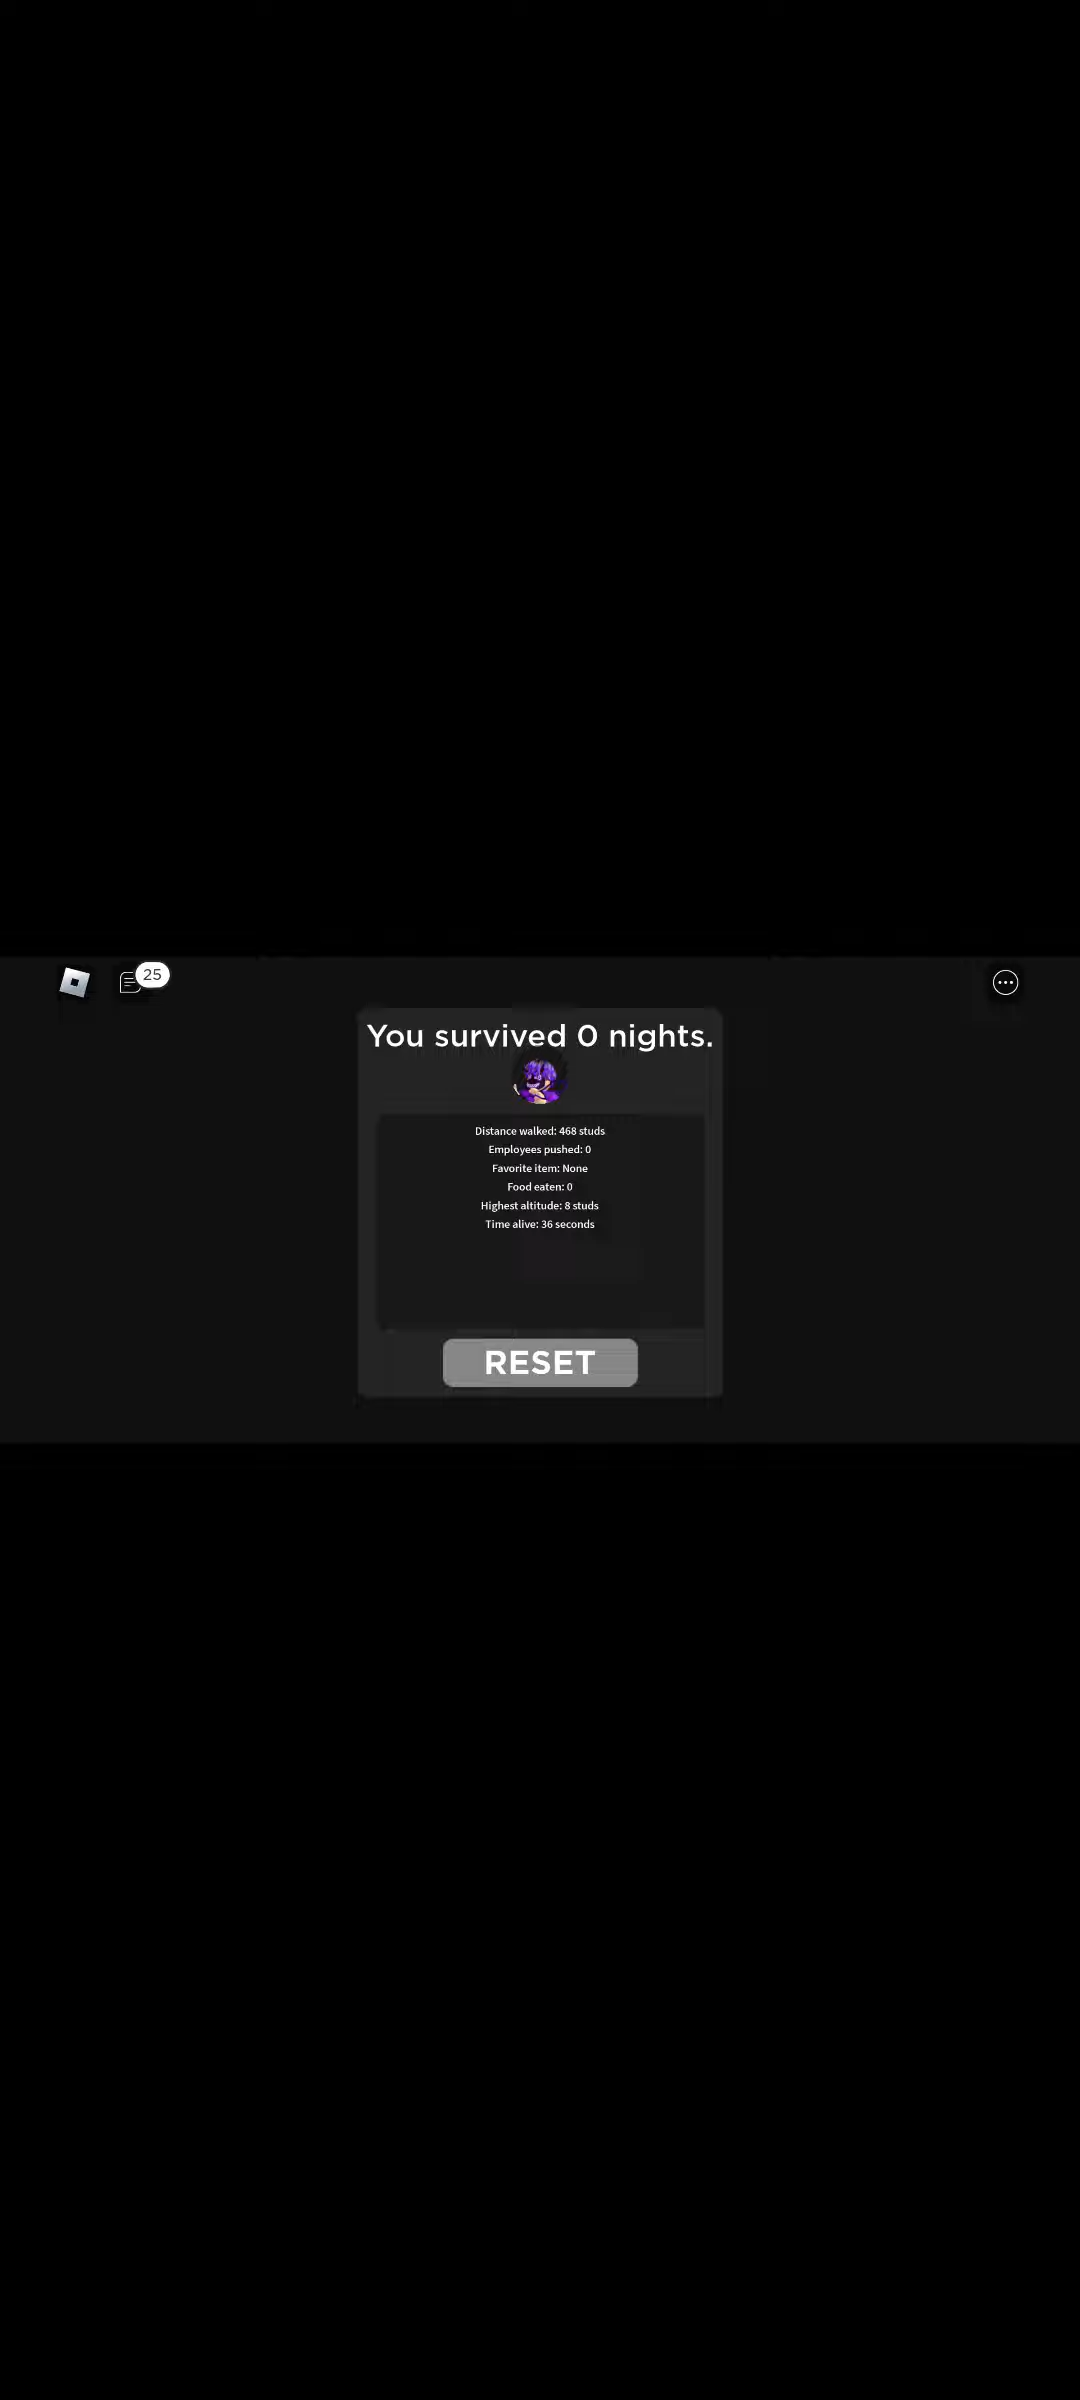 25
You survived 0 nights.
Distance walked: 468 studs
Employees pushed: 0
Favorite item: None
Food eaten: 0
Highest altitude: 8 studs
Time alive: 36 seconds
RESET